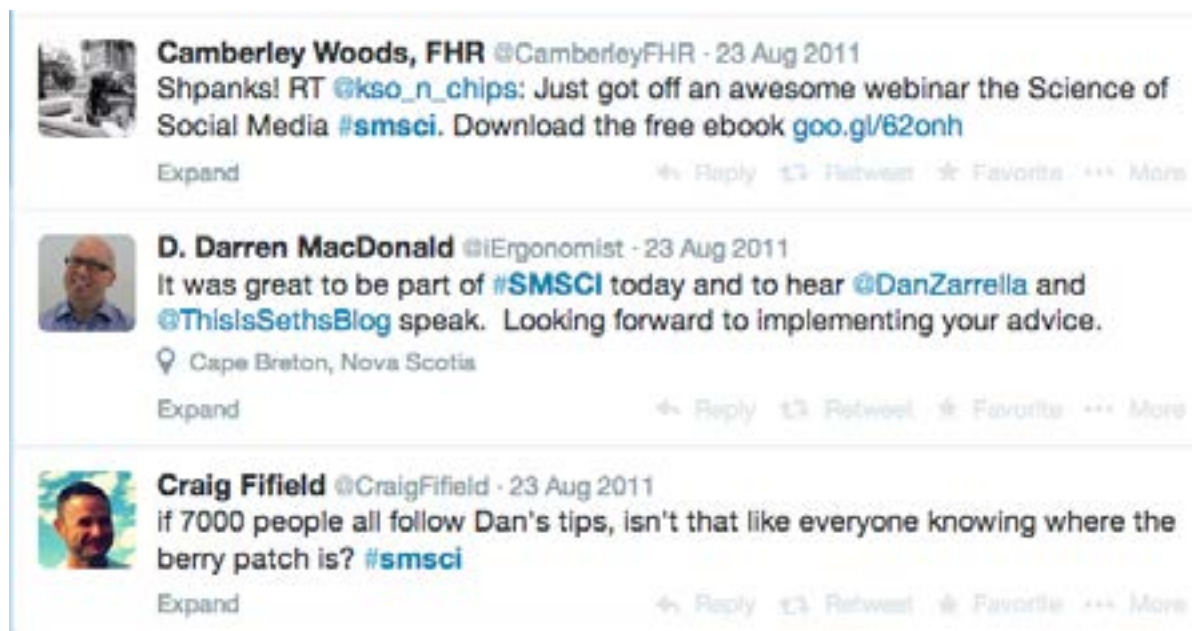 Camberley Woods, FHR @CamberleyFHR · 23 Aug 2011
Shpanks! RT @kso_n_chips: Just got off an awesome webinar the Science of
Social Media #smsci. Download the free ebook goo.gl/62onh
Expand Reply Retweet Favorite More
D. Darren MacDonald @iErgonomist · 23 Aug 2011
It was great to be part of #SMSCI today and to hear @DanZarrella and
@ThisIsSethsBlog speak.  Looking forward to implementing your advice.
Cape Breton, Nova Scotia
Expand Reply Retweet Favorite More
Craig Fifield @CraigFifield · 23 Aug 2011
if 7000 people all follow Dan's tips, isn't that like everyone knowing where the
berry patch is? #smsci
Expand Reply Retweet Favorite More